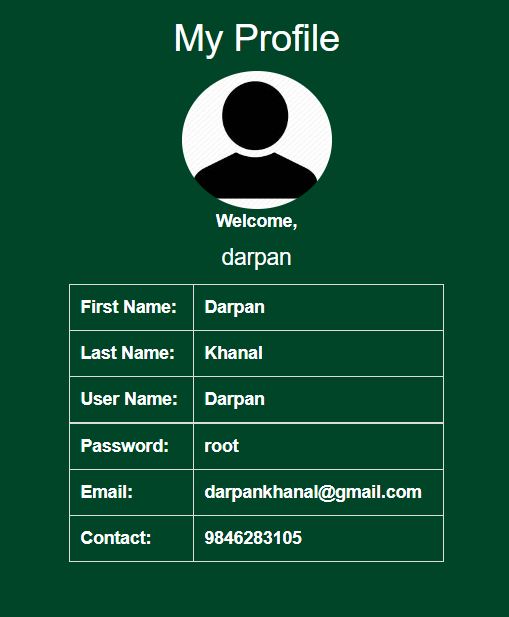 My Profile
Welcome,
darpan
First Name: Darpan
Last Name: Khanal
User Name: Darpan
Password: root
Email: darpankhanal@gmail.com
Contact: 9846283105